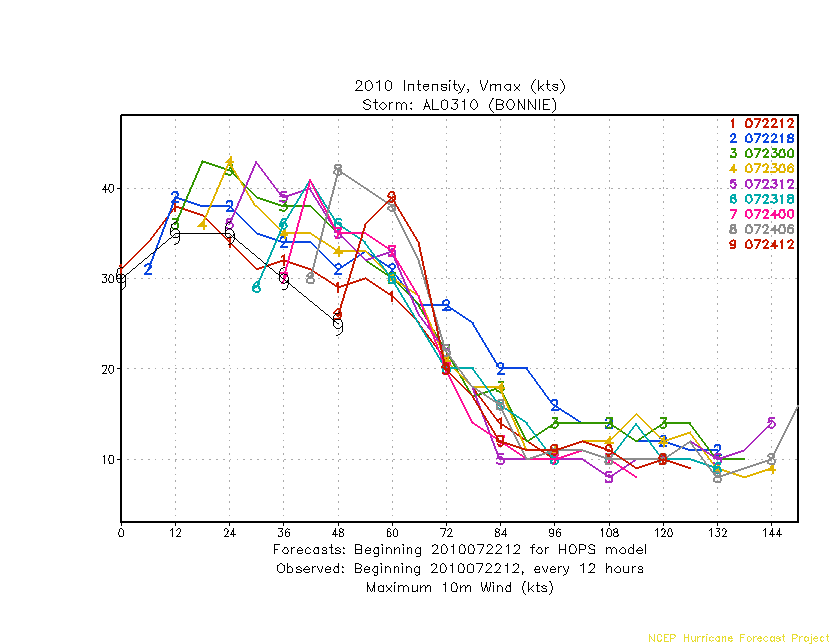 2010 Intensity, Vmax (kts)
Storm: AL0310 (BONNIE)
1 072212
2 072218
3 072300
4 072306
5 072312
6 072318
7 072400
8 072406
9 072412
40
30
20
10
0 12 24 36 48 60 72 84 96 108 120 132 144
Forecasts: Beginning 2010072212 for HOPS model
Observed: Beginning 2010072212, every 12 hours
Maximum 10m Wind (kts)
NCEP Hurricane Forecast Project